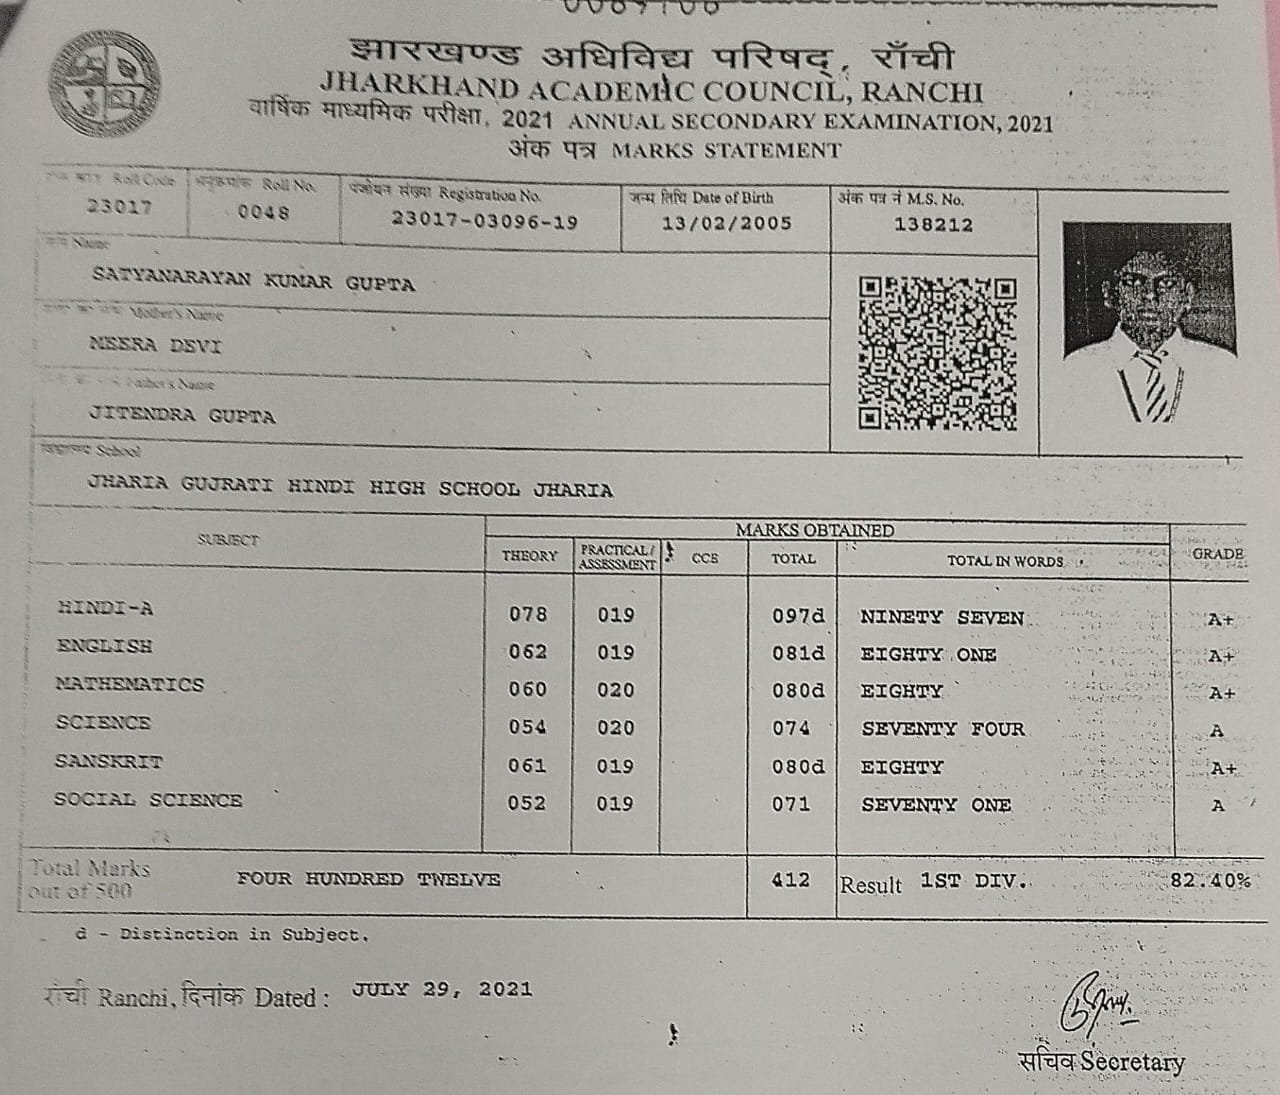 झारखण्ड अधिविद्य परिषद्, राँची
JHARKHAND ACADEMIC COUNCIL, RANCHI
वार्षिक माध्यमिक परीक्षा, 2021 ANNUAL SECONDARY EXAMINATION, 2021
अंक पत्र MARKS STATEMENT
Roll Code अनुक्रमांक Roll No. पंजीयन संख्या Registration No. जन्म तिथि Date of Birth अंक पत्र नं M.S. No.
23017 0048 23017-03096-19 13/02/2005 138212
Name
SATYANARAYAN KUMAR GUPTA
Mother's Name
MEERA DEVI
Father's Name
JITENDRA GUPTA
School
JHARIA GUJRATI HINDI HIGH SCHOOL JHARIA
SUBJECT MARKS OBTAINED GRADE
THEORY PRACTICAL/ ASSESSMENT CCE TOTAL TOTAL IN WORDS
HINDI-A 078 019 097d NINETY SEVEN A+
ENGLISH 062 019 081d EIGHTY ONE A+
MATHEMATICS 060 020 080d EIGHTY A+
SCIENCE 054 020 074 SEVENTY FOUR A
SANSKRIT 061 019 080d EIGHTY A+
SOCIAL SCIENCE 052 019 071 SEVENTY ONE A
Total Marks
out of 500 FOUR HUNDRED TWELVE 412 Result 1ST DIV. 82.40%
d - Distinction in Subject.
राँची Ranchi, दिनांक Dated : JULY 29, 2021
सचिव Secretary